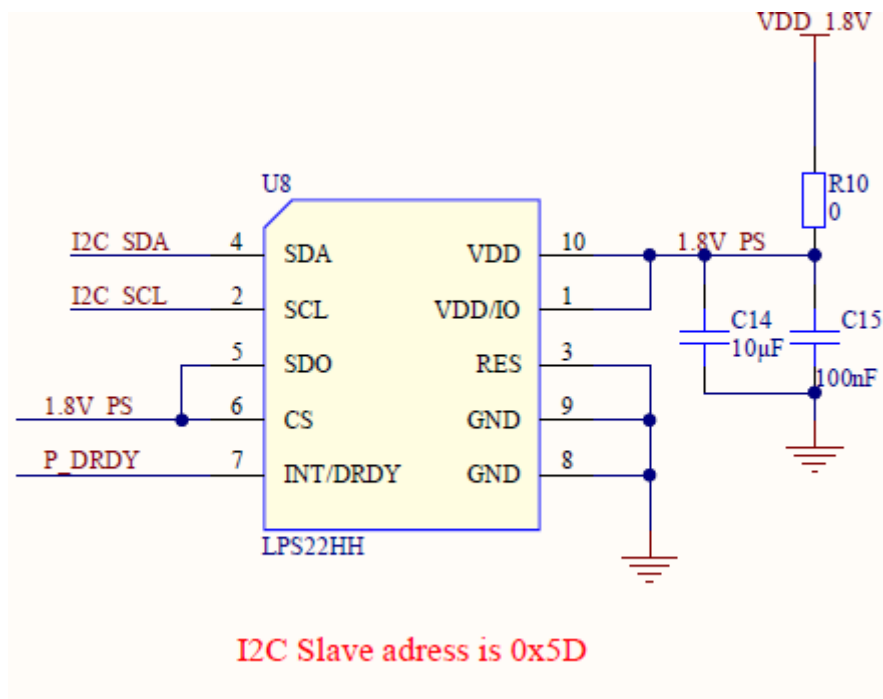 VDD_1.8V
R10
0
U8
I2C_SDA 4 SDA VDD 10 1.8V_PS
I2C_SCL 2 SCL VDD/IO 1
C14 C15
10µF
5 SDO RES 3
100nF
1.8V_PS 6 CS GND 9
P_DRDY 7 INT/DRDY GND 8
LPS22HH
I2C Slave adress is 0x5D